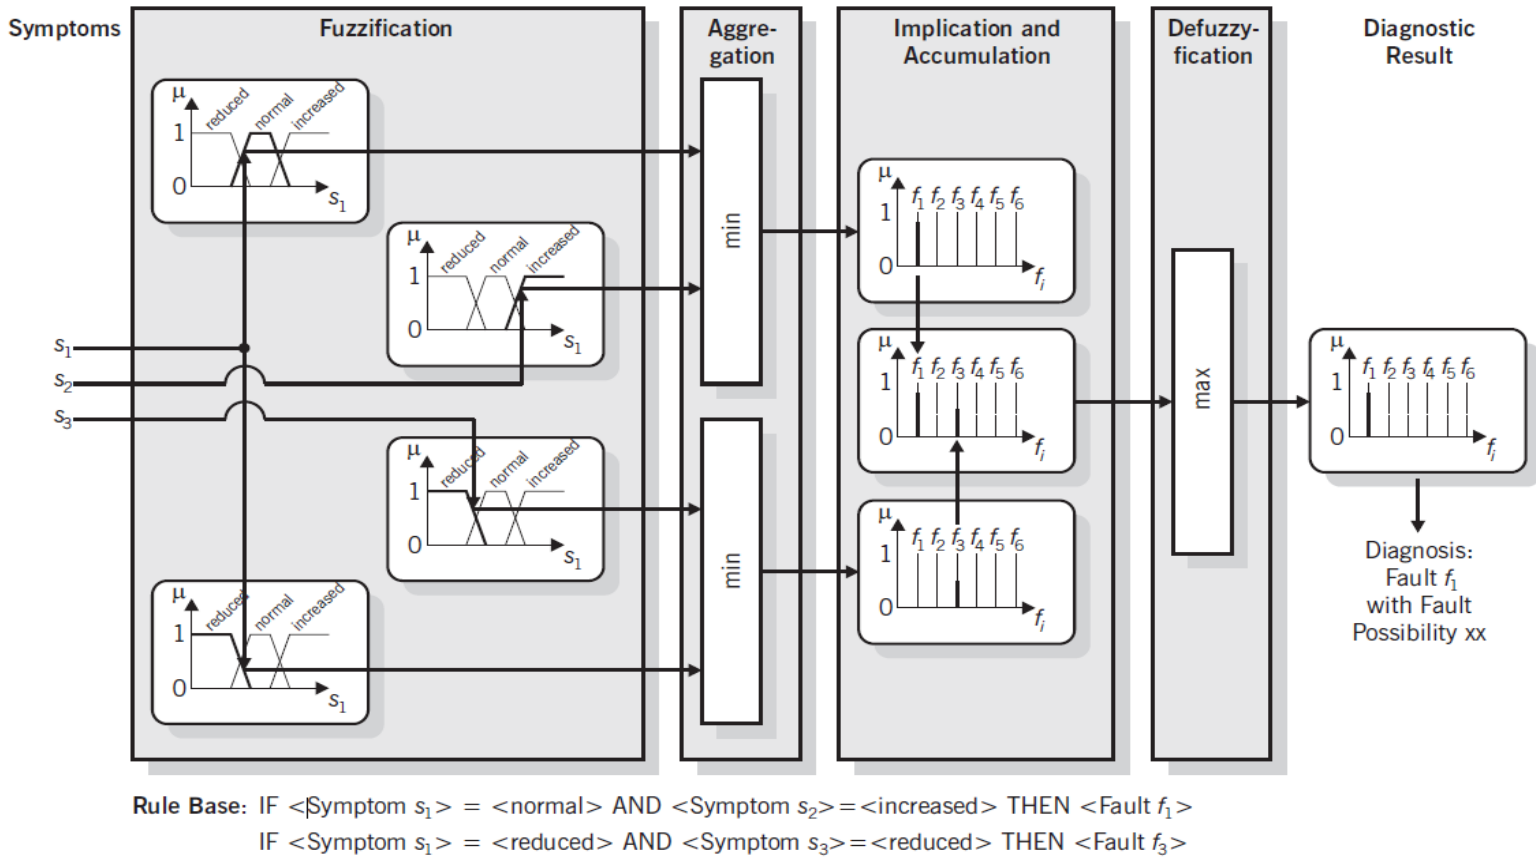 Symptoms
Fuzzification
Aggre-
gation
Implication and
Accumulation
Defuzzy-
fication
Diagnostic
Result
μ
reduced
normal
increased
1
0
s₁
μ
reduced
normal
increased
1
0
s₁
s₁
s₂
s₃
μ
reduced
normal
increased
1
0
s₁
μ
reduced
normal
increased
1
0
s₁
min
min
μ
f₁ f₂ f₃ f₄ f₅ f₆
1
0
fᵢ
μ
f₁ f₂ f₃ f₄ f₅ f₆
1
0
fᵢ
μ
f₁ f₂ f₃ f₄ f₅ f₆
1
0
fᵢ
max
μ
f₁ f₂ f₃ f₄ f₅ f₆
1
0
fᵢ
Diagnosis:
Fault f₁
with Fault
Possibility xx
Rule Base: IF <Symptom s₁> = <normal> AND <Symptom s₂>=<increased> THEN <Fault f₁>
IF <Symptom s₁> = <reduced> AND <Symptom s₃>=<reduced> THEN <Fault f₃>